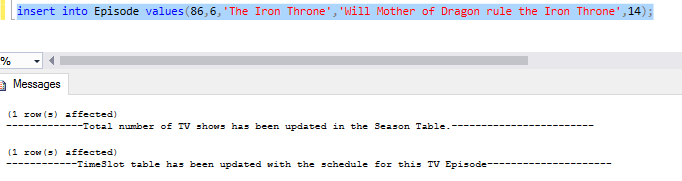 insert into Episode values(86,6,'The Iron Throne','Will Mother of Dragon rule the Iron Throne',14);
%
Messages
(1 row(s) affected)
-------------Total number of TV shows has been updated in the Season Table.-------------------------
(1 row(s) affected)
------------TimeSlot table has been updated with the schedule for this TV Episode----------------------